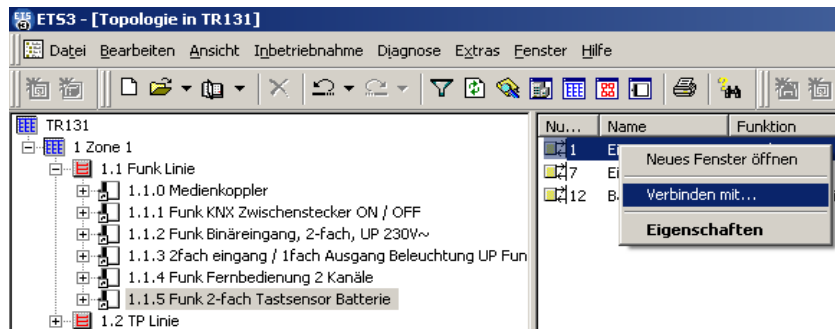 ETS3 - [Topologie in TR131]
Datei Bearbeiten Ansicht Inbetriebnahme Diagnose Extras Fenster Hilfe
TR131
1 Zone 1
1.1 Funk Linie
1.1.0 Medienkoppler
1.1.1 Funk KNX Zwischenstecker ON / OFF
1.1.2 Funk Binäreingang, 2-fach, UP 230V~
1.1.3 2fach eingang / 1fach Ausgang Beleuchtung UP Fun
1.1.4 Funk Fernbedienung 2 Kanäle
1.1.5 Funk 2-fach Tastsensor Batterie
1.2 TP Linie
Nu... Name Funktion
1 Ei
7 Ei
12 B
Neues Fenster öffnen
Verbinden mit...
Eigenschaften